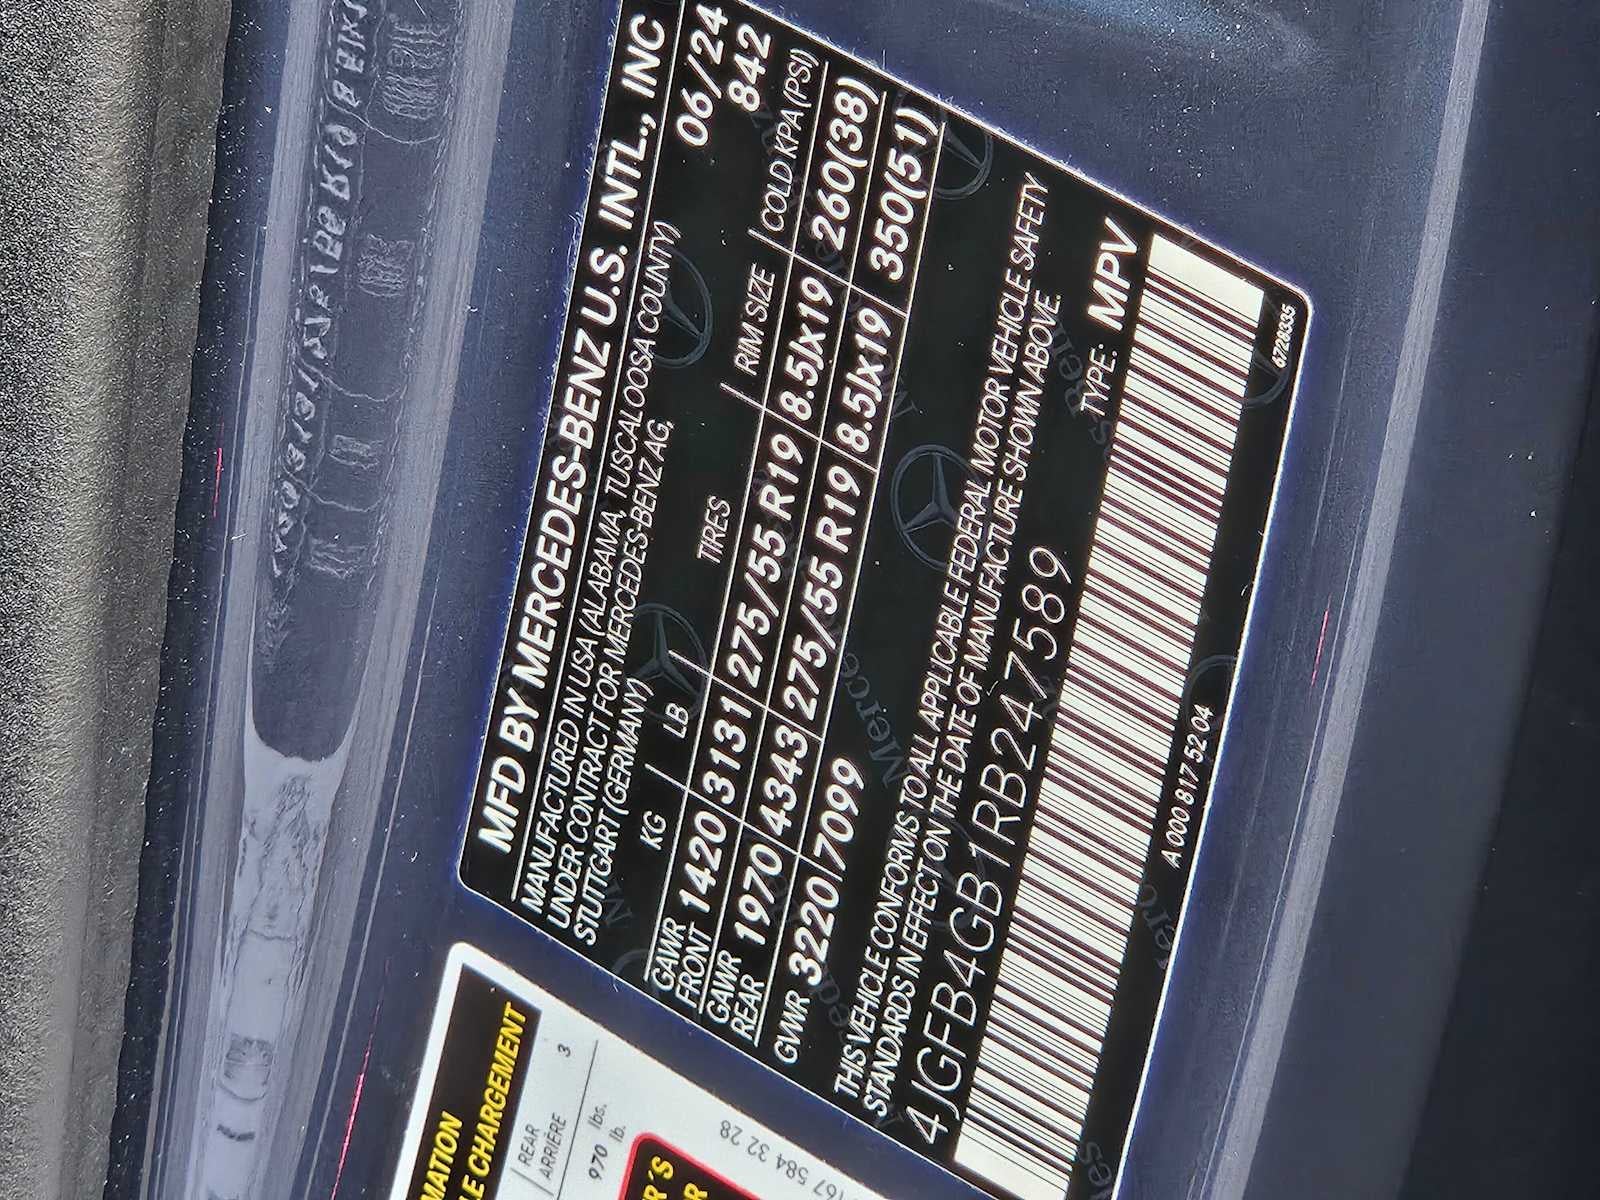 MFD BY MERCEDES-BENZ U.S. INTL., INC
MANUFACTURED IN USA (ALABAMA, TUSCALOOSA COUNTY) 06/24
UNDER CONTRACT FOR MERCEDES-BENZ AG, 842
STUTTGART (GERMANY)
KG LB TIRES RIM SIZE COLD KPA (PSI)
GAWR FRONT 1420 3131 275/55 R19 8.5Jx19 260(38)
GAWR REAR 1970 4343 275/55 R19 8.5Jx19 350(51)
GVWR 3220 7099
THIS VEHICLE CONFORMS TO ALL APPLICABLE FEDERAL MOTOR VEHICLE SAFETY
STANDARDS IN EFFECT ON THE DATE OF MANUFACTURE SHOWN ABOVE.
4JGFB4GB1RB247589 TYPE: MPV
A 000 817 52 04 6728335
MATION
LE CHARGEMENT
REAR 3
ARRIÈRE
970 lbs.
lb.
167 584 32 28
R'S
R